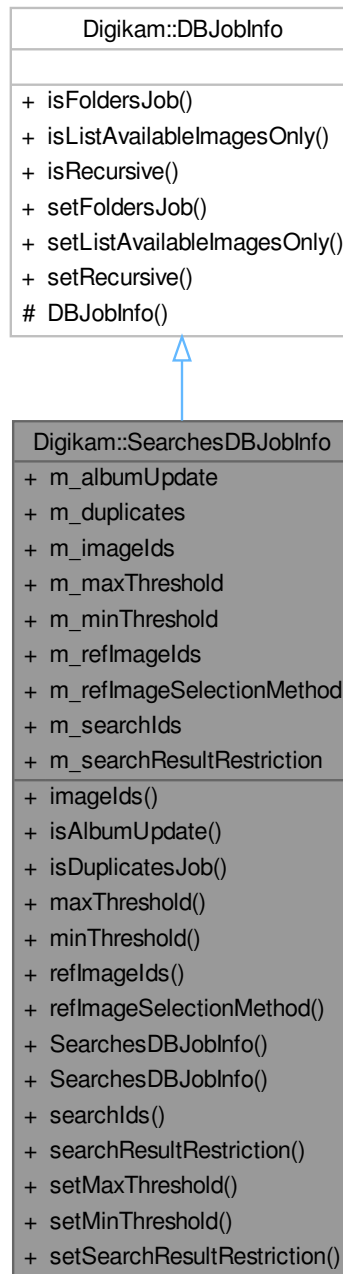 Digikam::DBJobInfo
+ isFoldersJob()
+ isListAvailableImagesOnly()
+ isRecursive()
+ setFoldersJob()
+ setListAvailableImagesOnly()
+ setRecursive()
# DBJobInfo()
Digikam::SearchesDBJobInfo
+ m_albumUpdate
+ m_duplicates
+ m_imageIds
+ m_maxThreshold
+ m_minThreshold
+ m_refImageIds
+ m_refImageSelectionMethod
+ m_searchIds
+ m_searchResultRestriction
+ imageIds()
+ isAlbumUpdate()
+ isDuplicatesJob()
+ maxThreshold()
+ minThreshold()
+ refImageIds()
+ refImageSelectionMethod()
+ SearchesDBJobInfo()
+ SearchesDBJobInfo()
+ searchIds()
+ searchResultRestriction()
+ setMaxThreshold()
+ setMinThreshold()
+ setSearchResultRestriction()